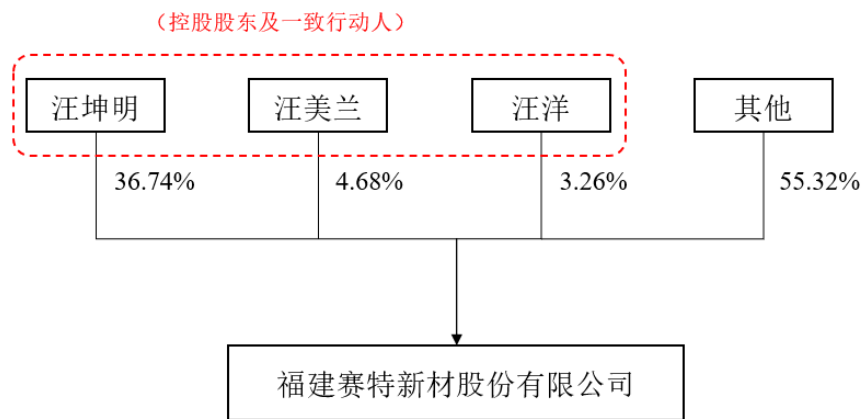 （控股股东及一致行动人）
汪坤明 汪美兰 汪洋 其他
36.74% 4.68% 3.26% 55.32%
福建赛特新材股份有限公司